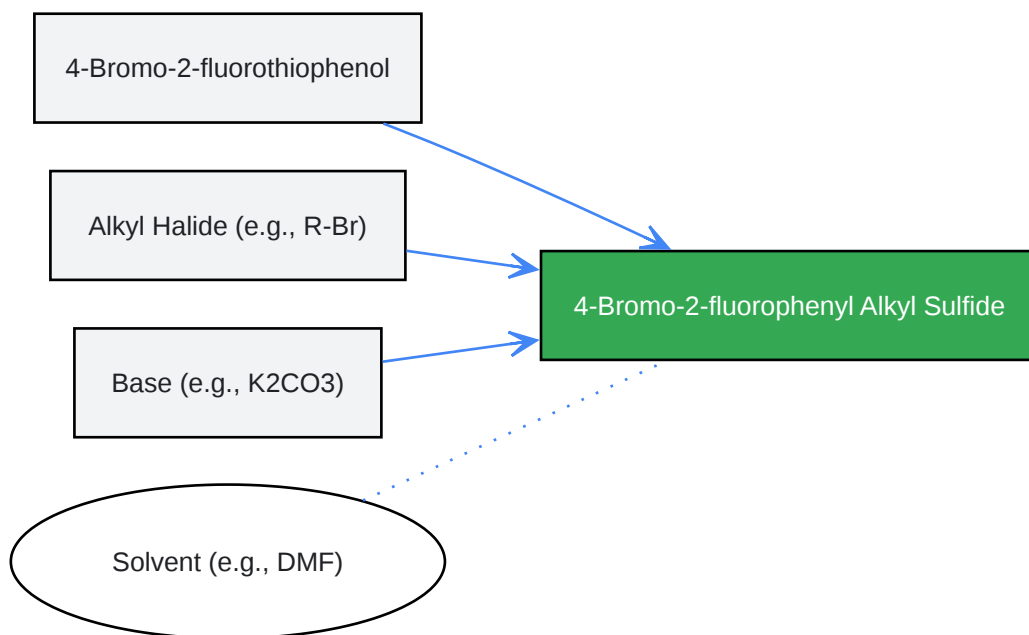 4-Bromo-2-fluorothiophenol
Alkyl Halide (e.g., R-Br)
4-Bromo-2-fluorophenyl Alkyl Sulfide
Base (e.g., K2CO3)
Solvent (e.g., DMF)